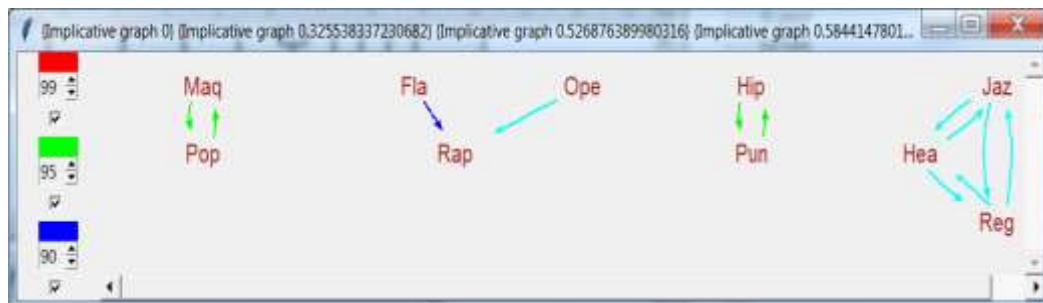 (Implicative graph 0) (Implicative graph 0.325538337230682) (Implicative graph 0.526876389980316) (Implicative graph 0.5844147801...
99 Maq Fla Ope Hip Jaz
Pop Rap Pun Hea
95
Reg
90